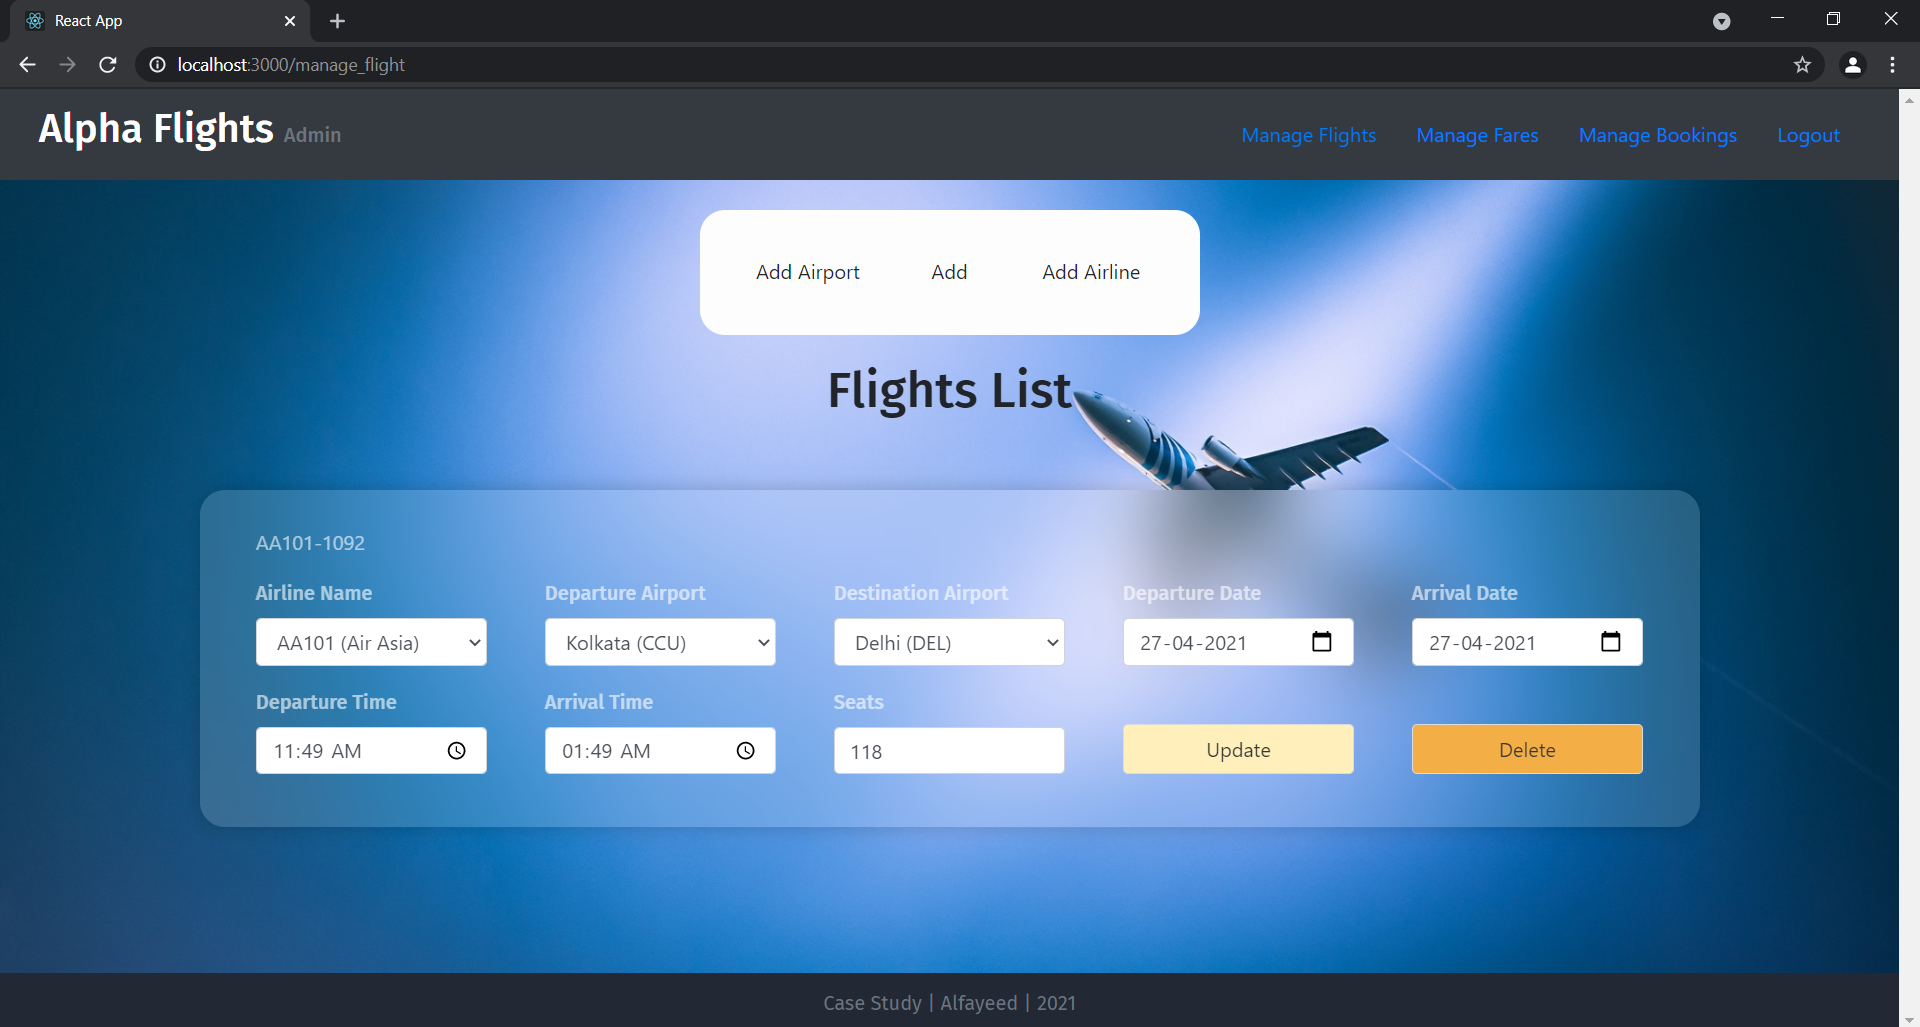 React App
localhost:3000/manage_flight
Alpha Flights Admin
Manage Flights Manage Fares Manage Bookings Logout
Add Airport Add Add Airline
Flights List
AA101-1092
Airline Name Departure Airport Destination Airport Departure Date Arrival Date
AA101 (Air Asia) Kolkata (CCU) Delhi (DEL) 27-04-2021 27-04-2021
Departure Time Arrival Time Seats
11:49 AM 01:49 AM 118 Update Delete
Case Study | Alfayeed | 2021